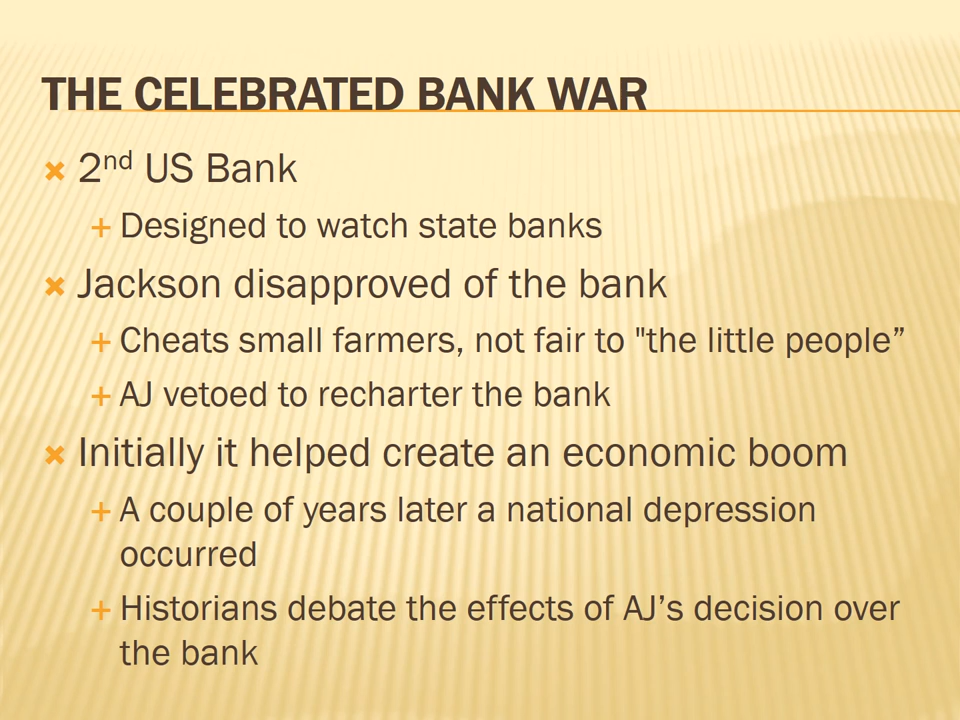 THE CELEBRATED BANK WAR
2nd US Bank
Designed to watch state banks
Jackson disapproved of the bank
Cheats small farmers, not fair to "the little people”
AJ vetoed to recharter the bank
Initially it helped create an economic boom
A couple of years later a national depression
occurred
Historians debate the effects of AJ’s decision over
the bank